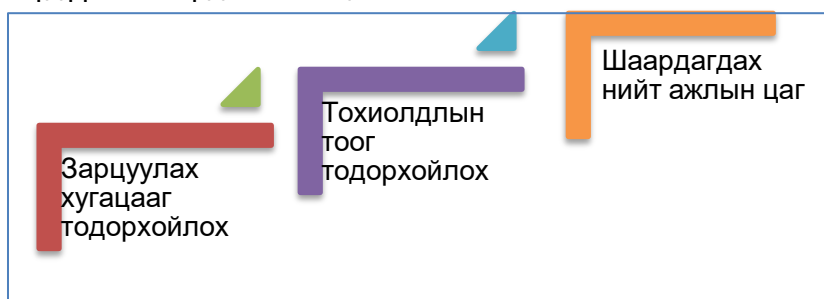 Зарцуулах
хугацааг
тодорхойлох
Тохиолдлын
тоог
тодорхойлох
Шаардагдах
нийт ажлын цаг